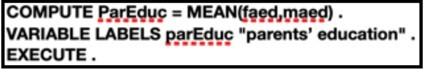 COMPUTE ParEduc = MEAN(faed,maed) .
VARIABLE LABELS parEduc "parents’ education" .
EXECUTE .